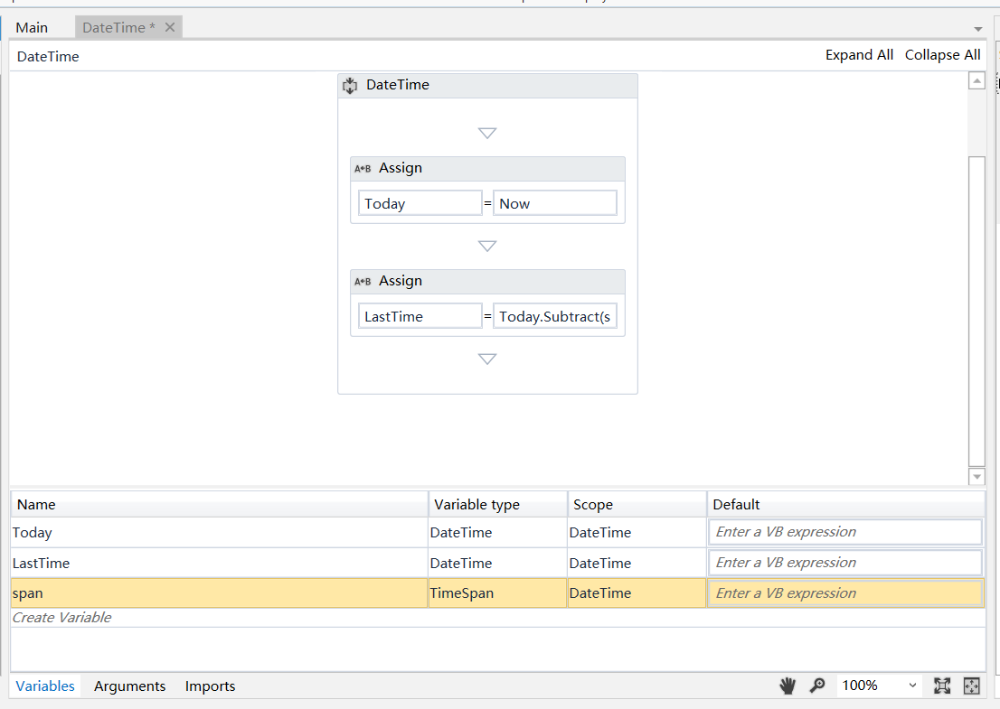 Main DateTime *
DateTime Expand All Collapse All
DateTime
A B Assign
Today = Now
A B Assign
LastTime = Today.Subtract(s
Name Variable type Scope Default
Today DateTime DateTime Enter a VB expression
LastTime DateTime DateTime Enter a VB expression
span TimeSpan DateTime Enter a VB expression
Create Variable
Variables Arguments Imports 100%